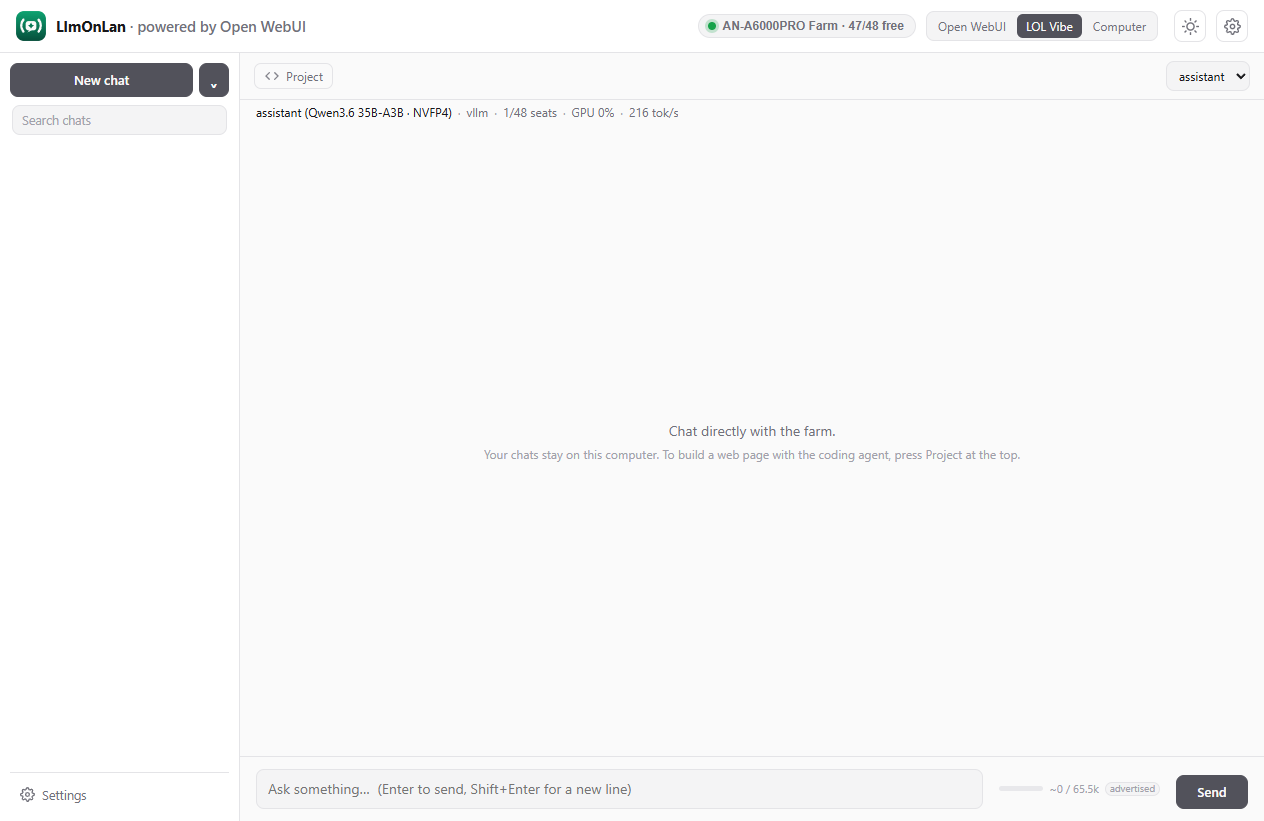 LlmOnLan · powered by Open WebUI
AN-A6000PRO Farm · 47/48 free
Open WebUI
LOL Vibe
Computer
New chat
Search chats
Project
assistant
assistant (Qwen3.6 35B-A3B · NVFP4) · vllm · 1/48 seats · GPU 0% · 216 tok/s
Chat directly with the farm.
Your chats stay on this computer. To build a web page with the coding agent, press Project at the top.
Settings
Ask something... (Enter to send, Shift+Enter for a new line)
~0 / 65.5k
advertised
Send